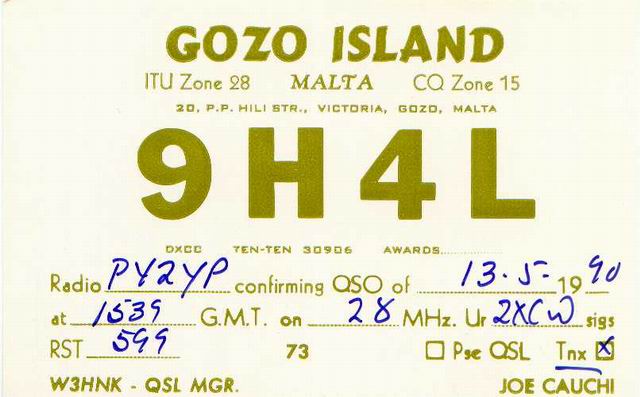 GOZO ISLAND
ITU Zone 28 MALTA CQ Zone 15
20, P.P. HILI STR., VICTORIA, GOZO, MALTA
9H4L
DXCC TEN-TEN 30906 AWARDS
Radio PY2YP confirming QSO of 13.5- 1990
at 1539 G.M.T. on 28 MHz. Ur 2XCW sigs
RST 599 73 Pse QSL Tnx X
W3HNK - QSL MGR. JOE CAUCHI